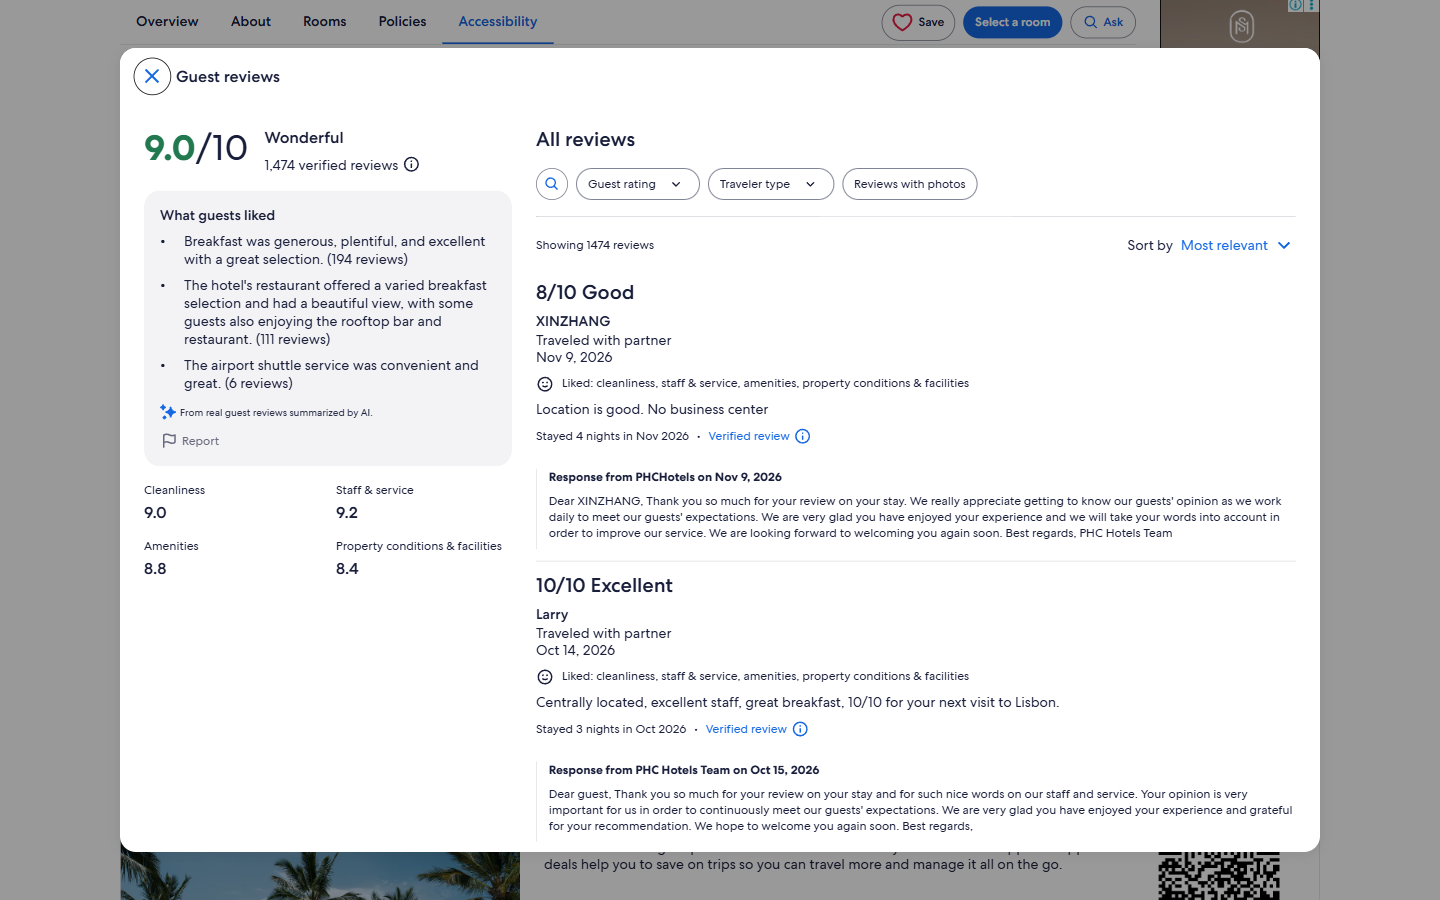 Overview About Rooms Policies Accessibility Save Select a room Ask
Guest reviews
9.0/10
Wonderful
1,474 verified reviews
What guests liked
• Breakfast was generous, plentiful, and excellent
with a great selection. (194 reviews)
• The hotel's restaurant offered a varied breakfast
selection and had a beautiful view, with some
guests also enjoying the rooftop bar and
restaurant. (111 reviews)
• The airport shuttle service was convenient and
great. (6 reviews)
From real guest reviews summarized by AI.
Report
Cleanliness
9.0
Staff & service
9.2
Amenities
8.8
Property conditions & facilities
8.4
All reviews
Guest rating Traveler type Reviews with photos
Showing 1474 reviews
Sort by Most relevant
8/10 Good
XINZHANG
Traveled with partner
Nov 9, 2026
Liked: cleanliness, staff & service, amenities, property conditions & facilities
Location is good. No business center
Stayed 4 nights in Nov 2026 • Verified review
Response from PHCHotels on Nov 9, 2026
Dear XINZHANG, Thank you so much for your review on your stay. We really appreciate getting to know our guests' opinion as we work
daily to meet our guests' expectations. We are very glad you have enjoyed your experience and we will take your words into account in
order to improve our service. We are looking forward to welcoming you again soon. Best regards, PHC Hotels Team
10/10 Excellent
Larry
Traveled with partner
Oct 14, 2026
Liked: cleanliness, staff & service, amenities, property conditions & facilities
Centrally located, excellent staff, great breakfast, 10/10 for your next visit to Lisbon.
Stayed 3 nights in Oct 2026 • Verified review
Response from PHC Hotels Team on Oct 15, 2026
Dear guest, Thank you so much for your review on your stay and for such nice words on our staff and service. Your opinion is very
important for us in order to continuously meet our guests' expectations. We are very glad you have enjoyed your experience and grateful
for your recommendation. We hope to welcome you again soon. Best regards,
deals help you to save on trips so you can travel more and manage it all on the go.